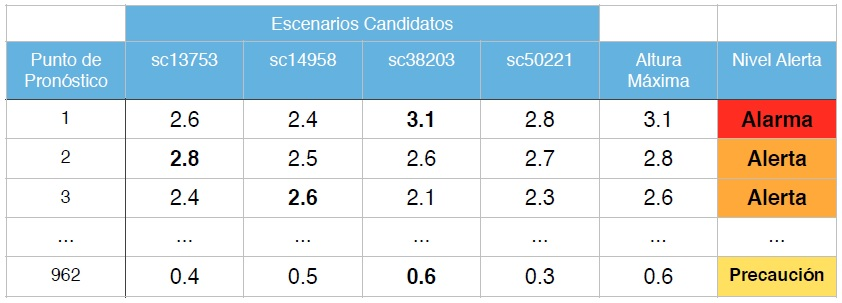 Escenarios Candidatos
Punto de Pronóstico sc13753 sc14958 sc38203 sc50221 Altura Máxima Nivel Alerta
1 2.6 2.4 3.1 2.8 3.1 Alarma
2 2.8 2.5 2.6 2.7 2.8 Alerta
3 2.4 2.6 2.1 2.3 2.6 Alerta
... ... ... ... ... ... ...
962 0.4 0.5 0.6 0.3 0.6 Precaución